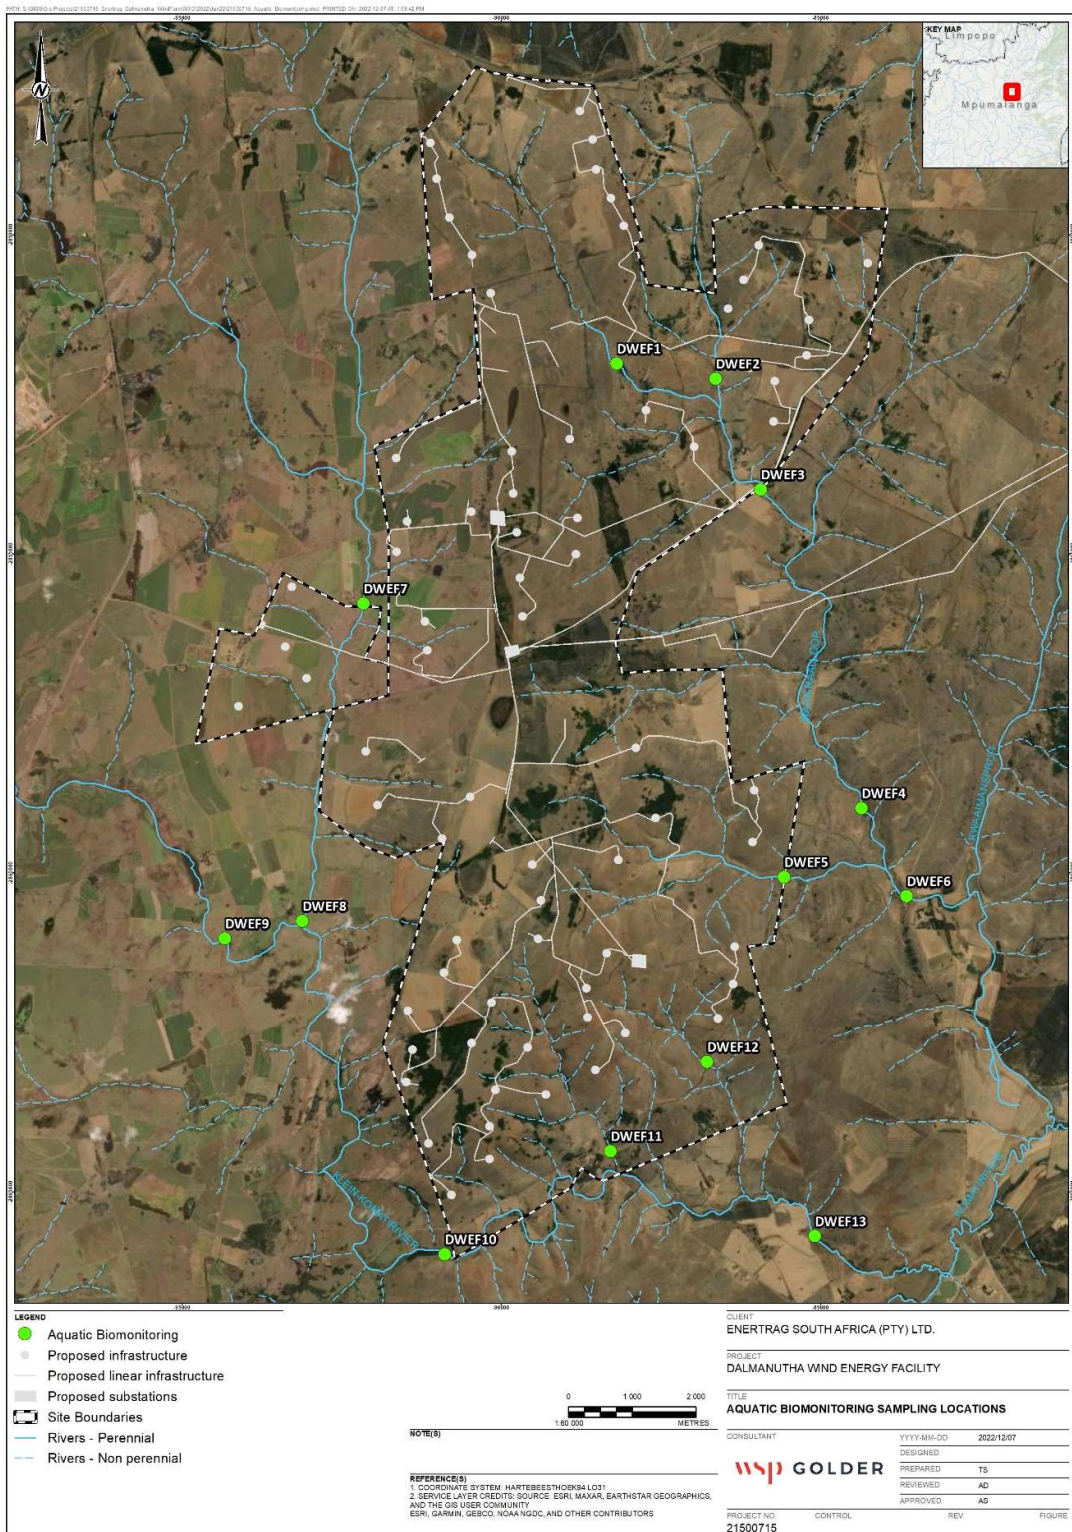 KEY MAP
Limpopo
Mpumalanga
N
DWEF1
DWEF2
DWEF3
DWEF7
DWEF4
KWAAIMANSPRUIT
DWEF5
DWEF6
DWEF8
DWEF9
DWEF12
DWEF11
KLEIN-KOMATIRIVIER
DWEF13
DWEF10
LEGEND
Aquatic Biomonitoring
Proposed infrastructure
Proposed linear infrastructure
Proposed substations
Site Boundaries
Rivers - Perennial
Rivers - Non perennial
0 1 000 2 000
1:60 000 METRES
NOTE(S)
REFERENCE(S)
1. COORDINATE SYSTEM: HARTEBEESTHOEK94 LO31
2. SERVICE LAYER CREDITS: SOURCE: ESRI, MAXAR, EARTHSTAR GEOGRAPHICS,
AND THE GIS USER COMMUNITY
ESRI, GARMIN, GEBCO, NOAA NGDC, AND OTHER CONTRIBUTORS
CLIENT
ENERTRAG SOUTH AFRICA (PTY) LTD.
PROJECT
DALMANUTHA WIND ENERGY FACILITY
TITLE
AQUATIC BIOMONITORING SAMPLING LOCATIONS
CONSULTANT
wsp GOLDER
YYYY-MM-DD 2022/12/07
DESIGNED
PREPARED TS
REVIEWED AD
APPROVED AS
PROJECT NO. CONTROL REV. FIGURE
21500715